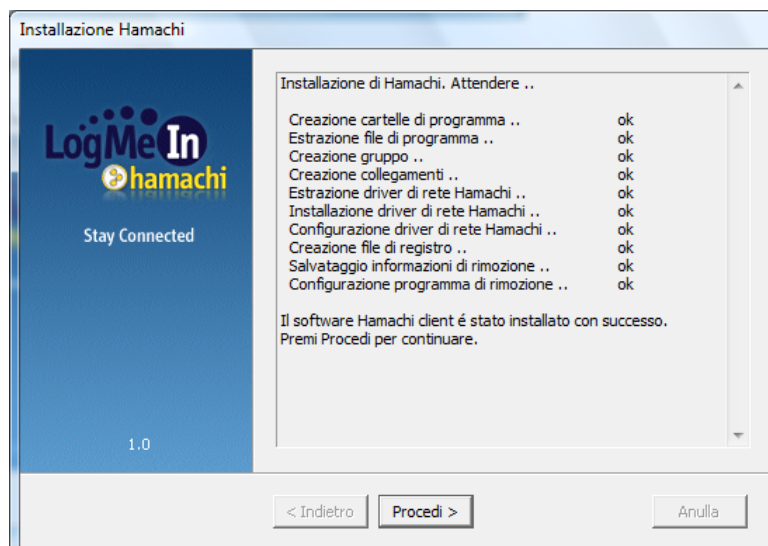 Installazione Hamachi
LogMeIn
hamachi
Stay Connected
1.0
Installazione di Hamachi. Attendere ..
Creazione cartelle di programma .. ok
Estrazione file di programma .. ok
Creazione gruppo .. ok
Creazione collegamenti .. ok
Estrazione driver di rete Hamachi .. ok
Installazione driver di rete Hamachi .. ok
Configurazione driver di rete Hamachi .. ok
Creazione file di registro .. ok
Salvataggio informazioni di rimozione .. ok
Configurazione programma di rimozione .. ok
Il software Hamachi client é stato installato con successo.
Premi Procedi per continuare.
< Indietro Procedi > Anulla